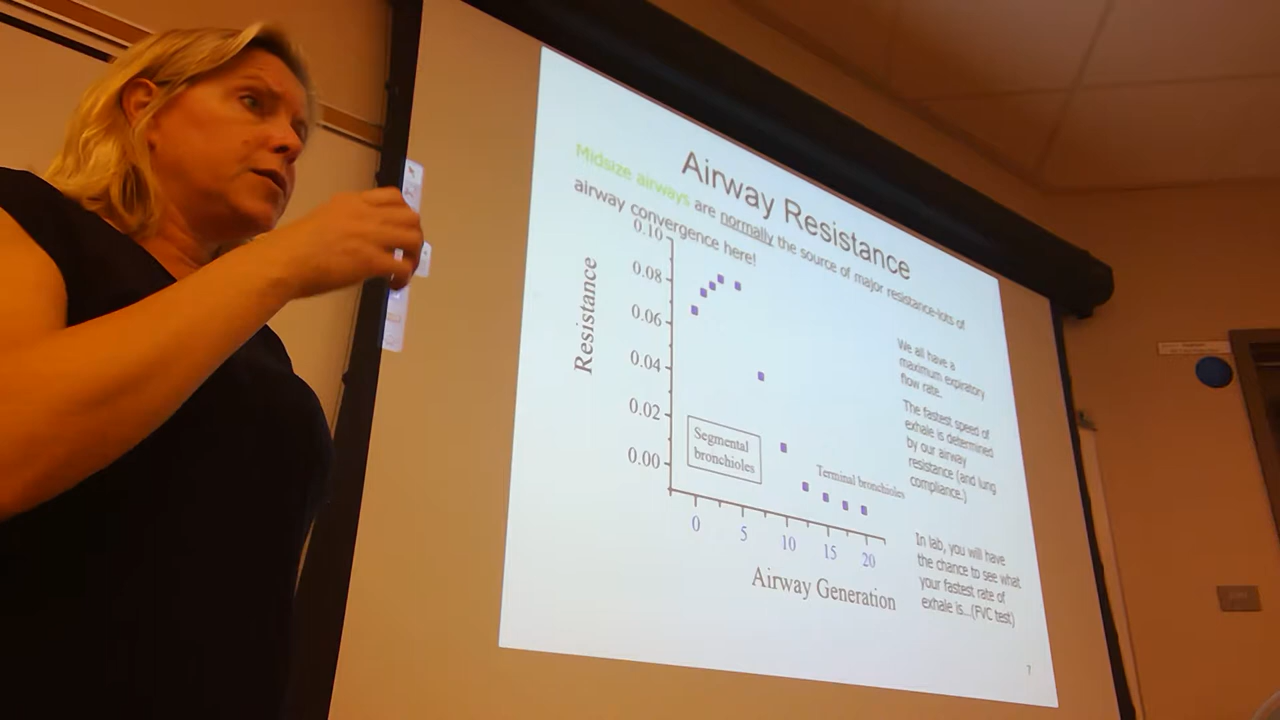 Airway Resistance
Midsize airways are normally the source of major resistance-lots of
airway convergence here!
0.10
0.08
0.06
0.04
0.02
0.00
Resistance
Segmental
bronchioles
Terminal bronchioles
0 5 10 15 20
Airway Generation
We all have a
maximum expiratory
flow rate.
The fastest speed of
exhale is determined
by our airway
resistance (and lung
compliance.)
In lab, you will have
the chance to see what
your fastest rate of
exhale is...(FVC test)
7